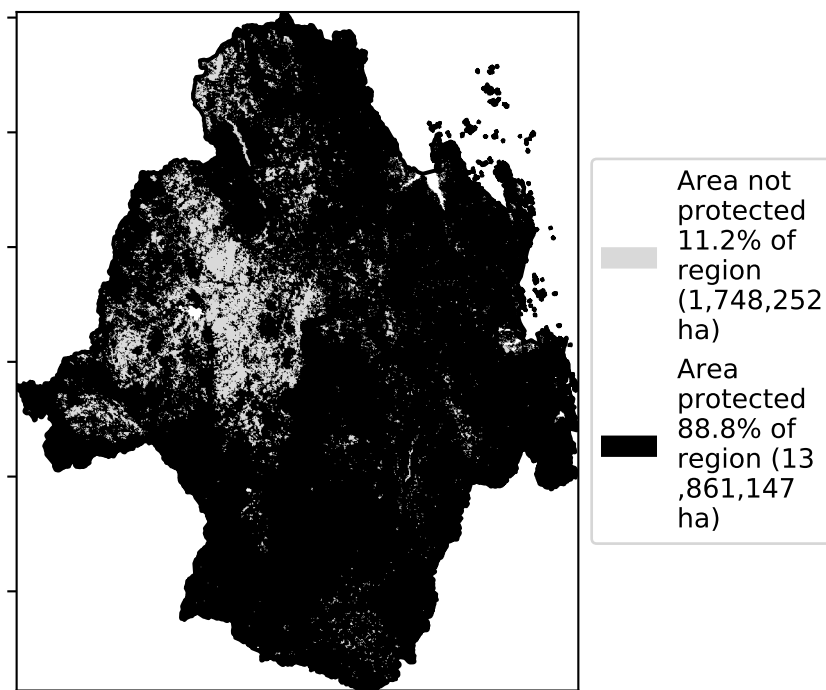 Area not
protected
11.2% of
region
(1,748,252
ha)
Area
protected
88.8% of
region (13
,861,147
ha)